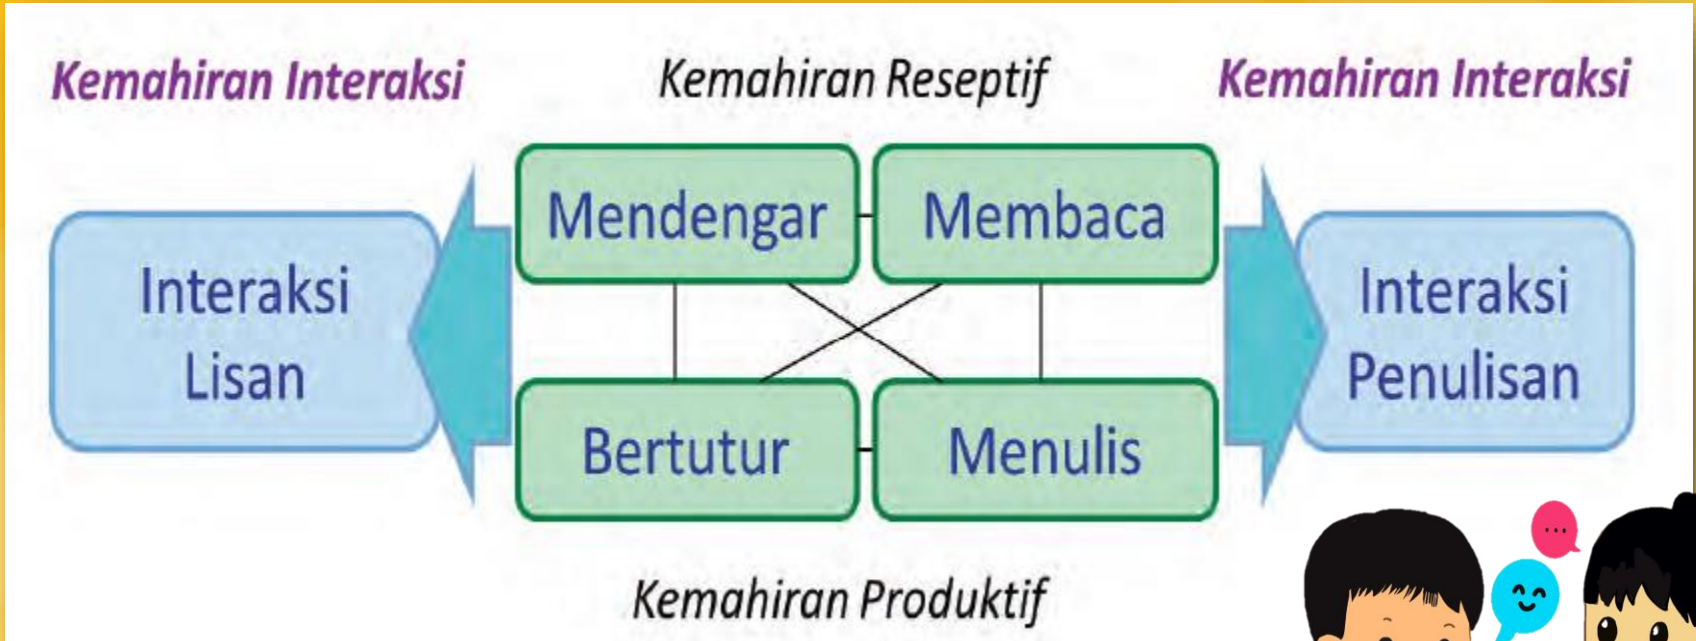 Kemahiran Interaksi
Kemahiran Reseptif
Kemahiran Interaksi
Mendengar
Membaca
Interaksi
Lisan
Interaksi
Penulisan
Bertutur
Menulis
Kemahiran Produktif